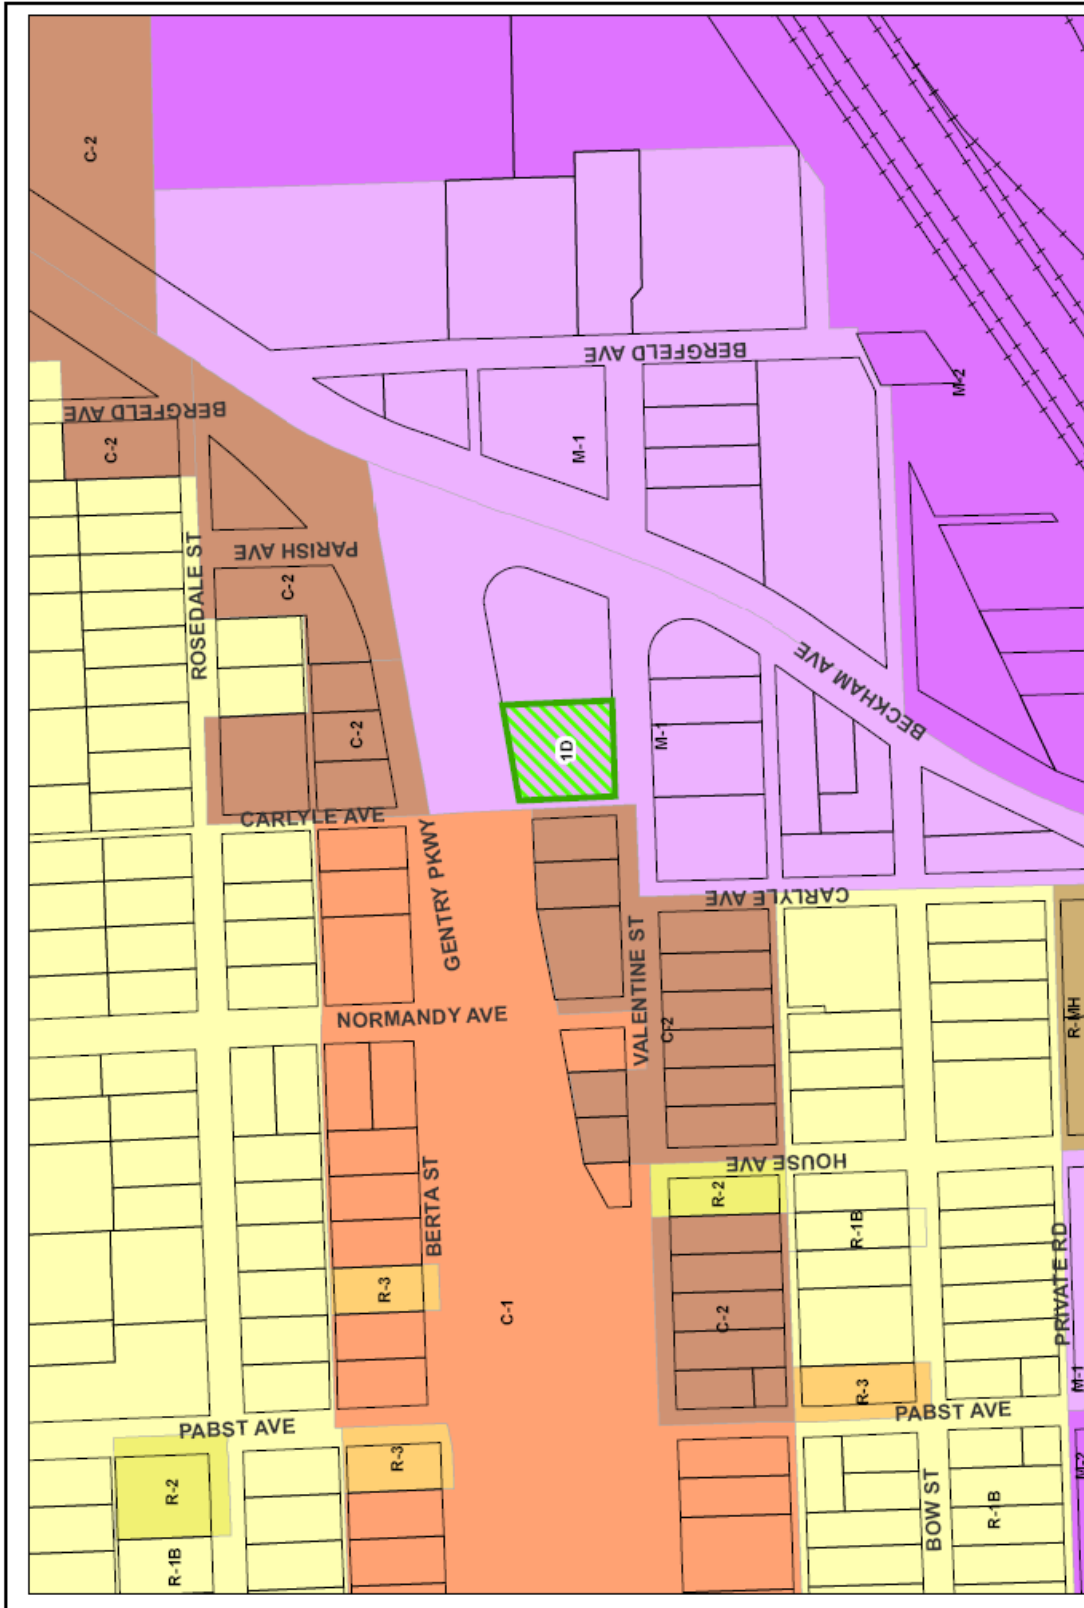 C-2
BERGFELD AVE
M-2
BERGFELD AVE
C-2
M-1
PARISH AVE
ROSEDALE ST
C-2
BECKHAM AVE
C-2
M-1
1D
CARLYLE AVE
GENTRY PKWY
CARLYLE AVE
VALENTINE ST
NORMANDY AVE
C-2
R-MH
HOUSE AVE
BERTA ST
R-2
R-1B
PRIVATE RD
R-3
C-1
C-2
R-3
M-1
PABST AVE
PABST AVE
R-3
M-2
R-2
BOW ST
R-1B
R-1B